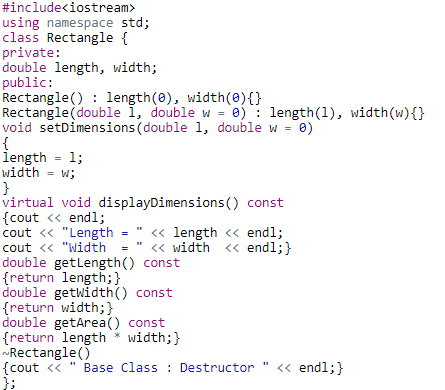 #include<iostream>
using namespace std;
class Rectangle {
private:
double length, width;
public:
Rectangle() : length(0), width(0){}
Rectangle(double l, double w = 0) : length(l), width(w){}
void setDimensions(double l, double w = 0)
{
length = l;
width = w;
}
virtual void displayDimensions() const
{cout << endl;
cout << "Length = " << length << endl;
cout << "Width  = " << width  << endl;}
double getLength() const
{return length;}
double getWidth() const
{return width;}
double getArea() const
{return length * width;}
~Rectangle()
{cout << " Base Class : Destructor " << endl;}
};